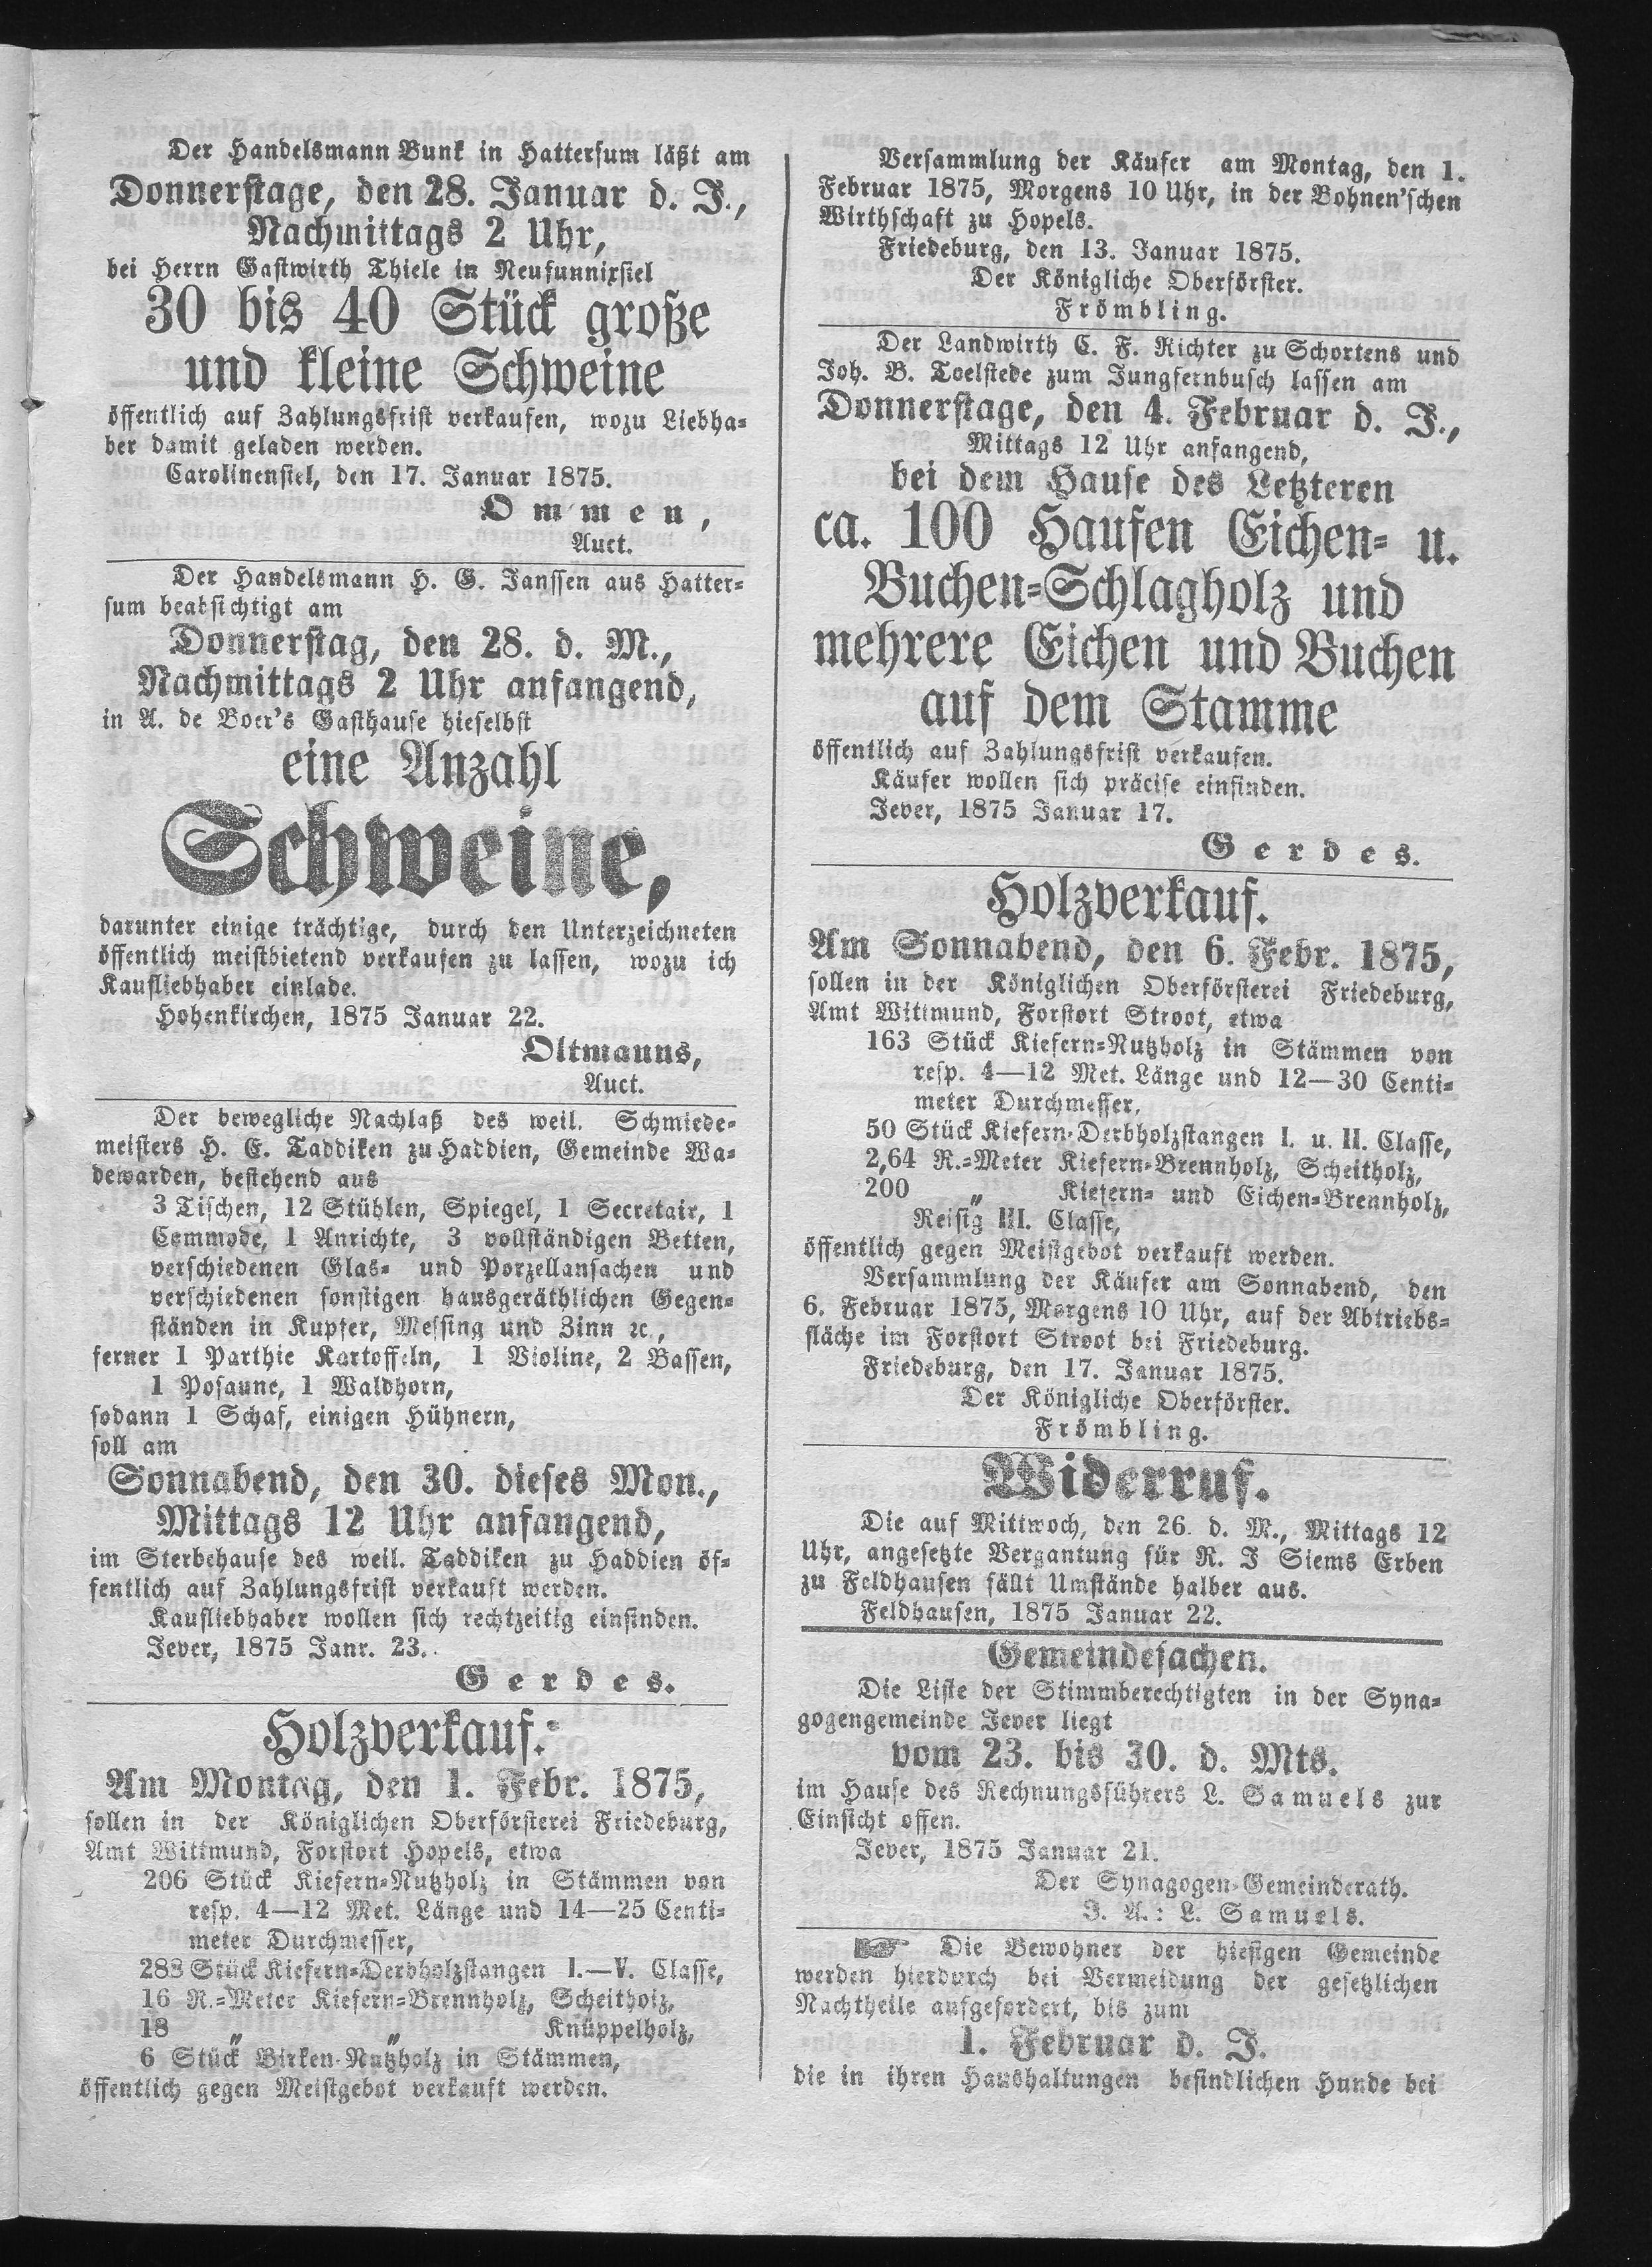 Der Handelsmann Bunk in Hattersum läßt am
Donnerstage, den 28. Januar d. J.,
Nachmittags 2 Uhr,
bei Herrn Gastwirth Thiele in Neufunnixsiel
30 bis 40 Stück große
und kleine Schweine
öffentlich auf Zahlungsfrist verkaufen, wozu Liebha-
ber damit geladen werden.
Carolinensiel, den 17. Januar 1875.
Ommen,
Auct.
Der Handelsmann H. G. Janssen aus Hatter-
sum beabsichtigt am
Donnerstag, den 28. d. M.,
Nachmittags 2 Uhr anfangend,
in A. de Boer's Gasthause hieselbst
eine Anzahl
Schweine,
darunter einige trächtige, durch den Unterzeichneten
öffentlich meistbietend verkaufen zu lassen, wozu ich
Kaufliebhaber einlade.
Hohenkirchen, 1875 Januar 22.
Oltmanns,
Auct.
Der bewegliche Nachlaß des weil. Schmiede-
meisters H. E. Taddiken zu Haddien, Gemeinde Wa-
dewarden, bestehend aus
3 Tischen, 12 Stühlen, Spiegel, 1 Secretair, 1
Commode, 1 Anrichte, 3 vollständigen Betten,
verschiedenen Glas- und Porzellansachen und
verschiedenen sonstigen hausgeräthlichen Gegen-
ständen in Kupfer, Messing und Zinn ꝛc.,
ferner 1 Parthie Kartoffeln, 1 Violine, 2 Bassen,
1 Posaune, 1 Waldhorn,
sodann 1 Schaf, einigen Hühnern,
soll am
Sonnabend, den 30. dieses Mon.,
Mittags 12 Uhr anfangend,
im Sterbehause des weil. Taddiken zu Haddien öf-
fentlich auf Zahlungsfrist verkauft werden.
Kaufliebhaber wollen sich rechtzeitig einfinden.
Jever, 1875 Janr. 23.
Gerdes.
Holzverkauf.
Am Montag, den 1. Febr. 1875,
sollen in der Königlichen Oberförsterei Friedeburg,
Amt Wittmund, Forstort Hopels, etwa
206 Stück Kiefern-Nutzholz in Stämmen von
resp. 4—12 Met. Länge und 14—25 Centi-
meter Durchmesser,
288 Stück Kiefern-Derbholzstangen I.—V. Classe,
16 R.-Meter Kiefern-Brennholz, Scheitholz,
18 „ „ Knüppelholz,
6 Stück Birken-Nutzholz in Stämmen,
öffentlich gegen Meistgebot verkauft werden.
Versammlung der Käufer am Montag, den 1.
Februar 1875, Morgens 10 Uhr, in der Bohnen'schen
Wirthschaft zu Hopels.
Friedeburg, den 13. Januar 1875.
Der Königliche Oberförster.
Frömbling.
Der Landwirth C. F. Richter zu Schortens und
Joh. B. Toelstede zum Jungfernbusch lassen am
Donnerstage, den 4. Februar d. J.,
Mittags 12 Uhr anfangend,
bei dem Hause des Letzteren
ca. 100 Haufen Eichen- u.
Buchen-Schlagholz und
mehrere Eichen und Buchen
auf dem Stamme
öffentlich auf Zahlungsfrist verkaufen.
Käufer wollen sich präcise einfinden.
Jever, 1875 Januar 17.
Gerdes.
Holzverkauf.
Am Sonnabend, den 6. Febr. 1875,
sollen in der Königlichen Oberförsterei Friedeburg,
Amt Wittmund, Forstort Stroot, etwa
163 Stück Kiefern-Nutzholz in Stämmen von
resp. 4—12 Met. Länge und 12—30 Centi-
meter Durchmesser,
50 Stück Kiefern-Derbholzstangen I. u. II. Classe,
2,64 R.-Meter Kiefern-Brennholz, Scheitholz,
200 „ Kiefern- und Eichen-Brennholz,
Reisig III. Classe,
öffentlich gegen Meistgebot verkauft werden.
Versammlung der Käufer am Sonnabend, den
6. Februar 1875, Morgens 10 Uhr, auf der Abtriebs-
fläche im Forstort Stroot bei Friedeburg.
Friedeburg, den 17. Januar 1875.
Der Königliche Oberförster.
Frömbling.
Widerruf.
Die auf Mittwoch, den 26. d. M., Mittags 12
Uhr, angesetzte Vergantung für R. J Siems Erben
zu Feldhausen fällt Umstände halber aus.
Feldhausen, 1875 Januar 22.
Gemeindesachen.
Die Liste der Stimmberechtigten in der Syna-
gogengemeinde Jever liegt
vom 23. bis 30. d. Mts.
im Hause des Rechnungsführers L. Samuels zur
Einsicht offen.
Jever, 1875 Januar 21.
Der Synagogen-Gemeinderath.
J. A.: L. Samuels.
☞ Die Bewohner der hiesigen Gemeinde
werden hierdurch bei Vermeidung der gesetzlichen
Nachtheile aufgefordert, bis zum
1. Februar d. J.
die in ihren Haushaltungen befindlichen Hunde bei